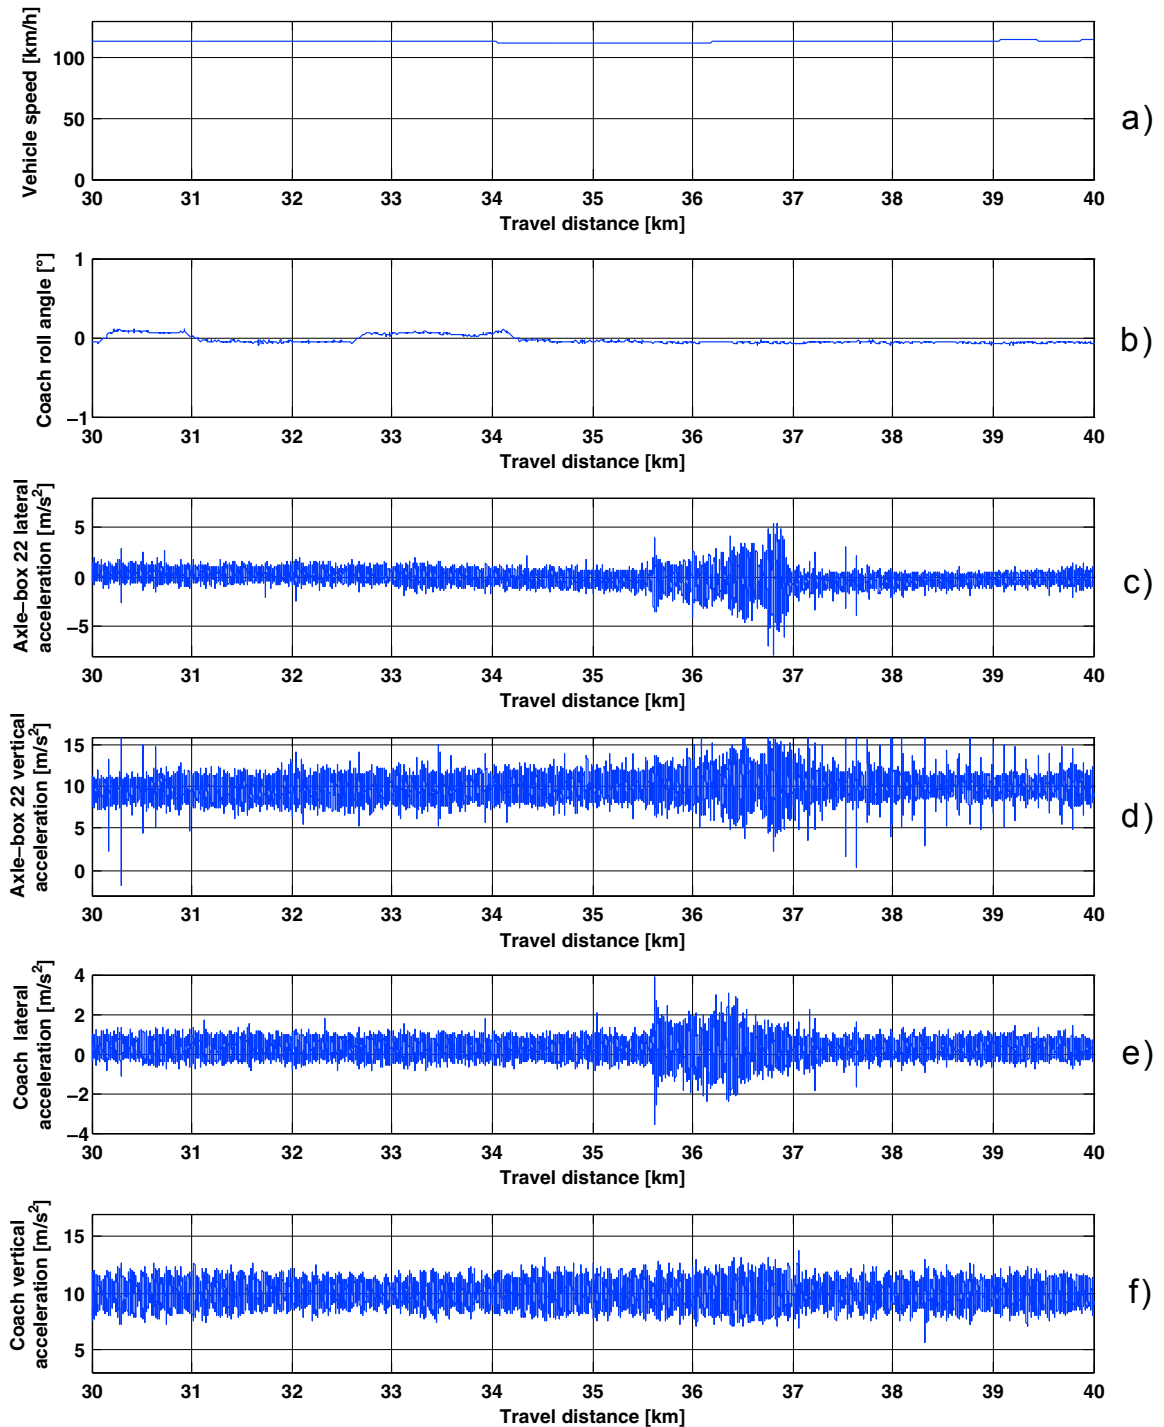 Vehicle speed [km/h]
100
50
0
30 31 32 33 34 35 36 37 38 39 40
Travel distance [km]
a)
Coach roll angle [°]
1
0
−1
30 31 32 33 34 35 36 37 38 39 40
Travel distance [km]
b)
Axle−box 22 lateral
acceleration [m/s²]
5
0
−5
30 31 32 33 34 35 36 37 38 39 40
Travel distance [km]
c)
Axle−box 22 vertical
acceleration [m/s²]
15
10
5
0
30 31 32 33 34 35 36 37 38 39 40
Travel distance [km]
d)
Coach lateral
acceleration [m/s²]
4
2
0
−2
−4
30 31 32 33 34 35 36 37 38 39 40
Travel distance [km]
e)
Coach vertical
acceleration [m/s²]
15
10
5
30 31 32 33 34 35 36 37 38 39 40
Travel distance [km]
f)